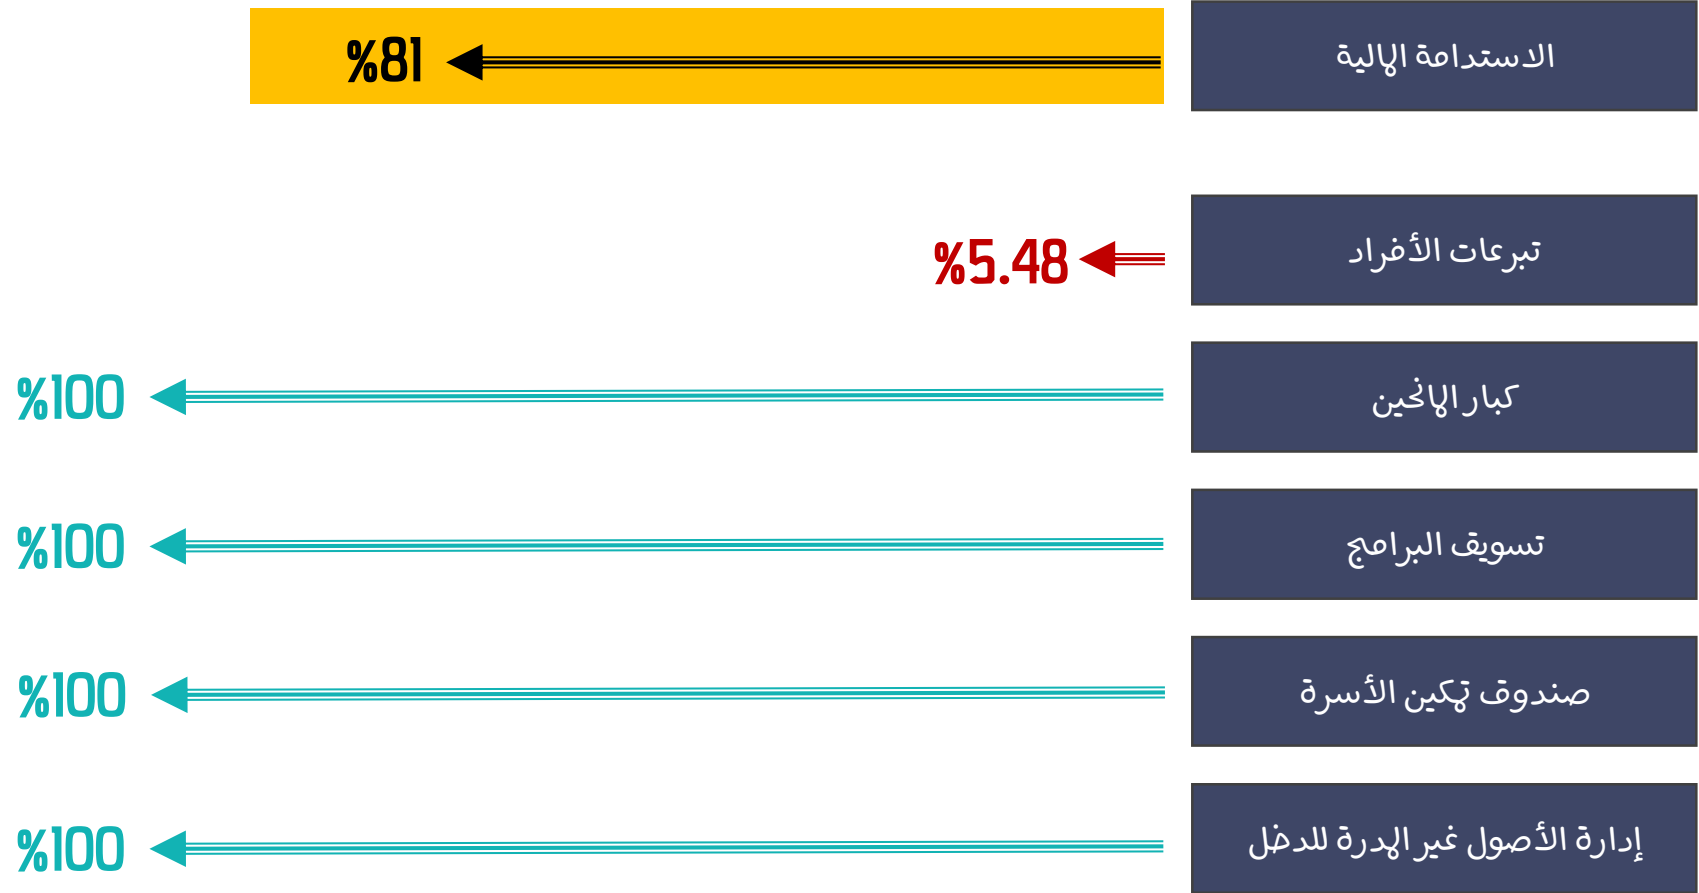 الاستدامة المالية
%81
تبرعات الأفراد
%5.48
كبار المانحين
%100
تسويق البرامج
%100
صندوق تمكين الأسرة
%100
إدارة الأصول غير المدرة للدخل
%100